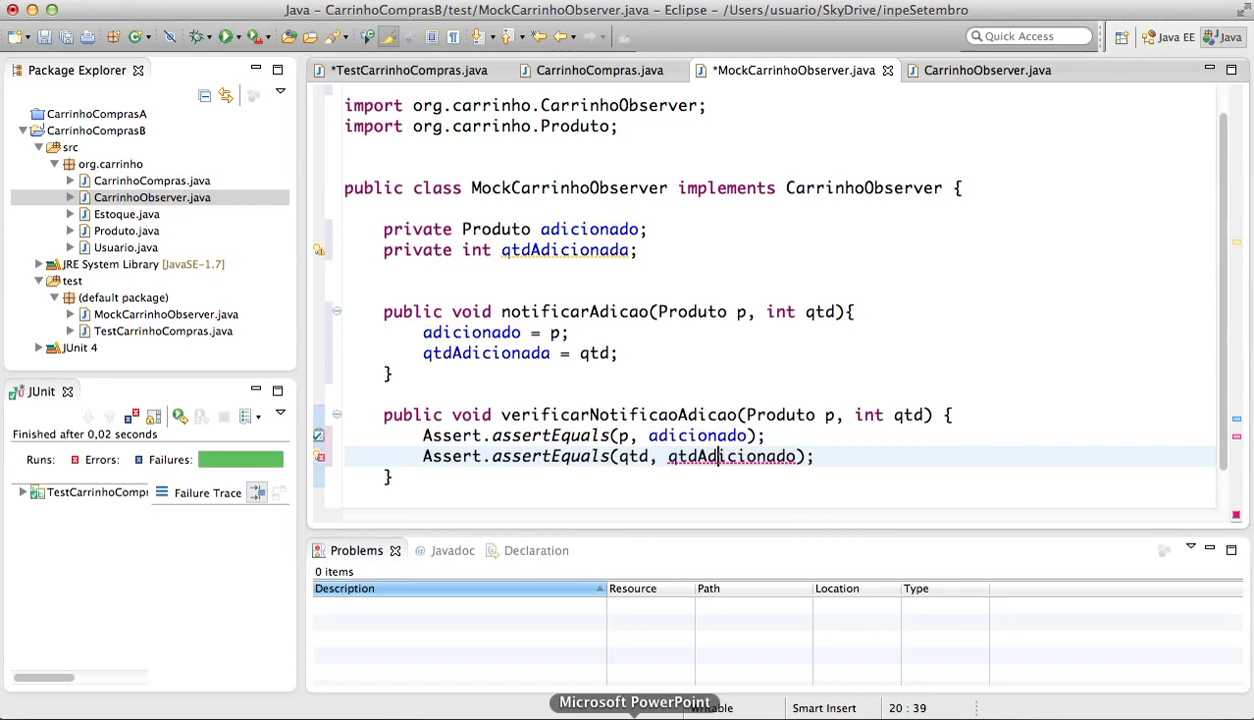 Java - CarrinhoComprasB/test/MockCarrinhoObserver.java - Eclipse - /Users/usuario/SkyDrive/inpeSetembro
Quick Access
Java EE
Java
Package Explorer
CarrinhoComprasA
CarrinhoComprasB
src
org.carrinho
CarrinhoCompras.java
CarrinhoObserver.java
Estoque.java
Produto.java
Usuario.java
JRE System Library [JavaSE-1.7]
test
(default package)
MockCarrinhoObserver.java
TestCarrinhoCompras.java
JUnit 4
JUnit
Finished after 0,02 seconds
Runs: Errors: Failures:
TestCarrinhoCompr
Failure Trace
*TestCarrinhoCompras.java
CarrinhoCompras.java
*MockCarrinhoObserver.java
CarrinhoObserver.java
import org.carrinho.CarrinhoObserver;
import org.carrinho.Produto;
public class MockCarrinhoObserver implements CarrinhoObserver {
private Produto adicionado;
private int qtdAdicionada;
public void notificarAdicao(Produto p, int qtd){
adicionado = p;
qtdAdicionada = qtd;
}
public void verificarNotificaoAdicao(Produto p, int qtd) {
Assert.assertEquals(p, adicionado);
Assert.assertEquals(qtd, qtdAdicionado);
}
Problems
@ Javadoc
Declaration
0 items
Description Resource Path Location Type
Microsoft PowerPoint
Smart Insert
20 : 39